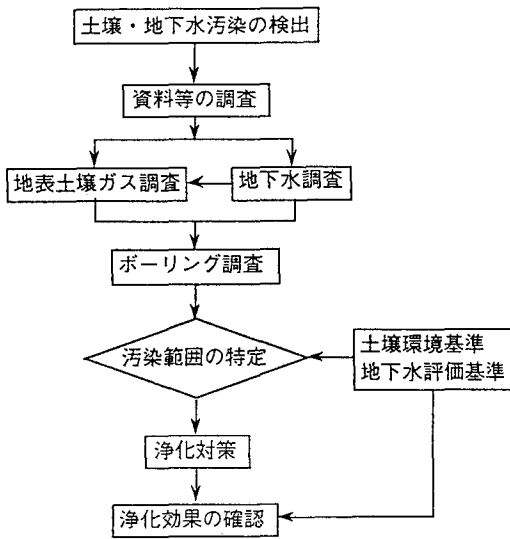 土壌・地下水汚染の検出
資料等の調査
地表土壌ガス調査
地下水調査
ボーリング調査
汚染範囲の特定
土壌環境基準
地下水評価基準
浄化対策
浄化効果の確認